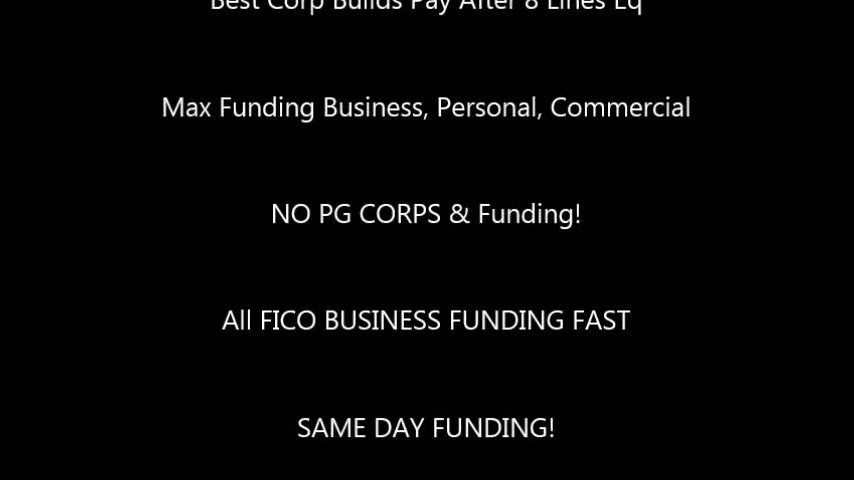 Best Corp Builds Pay After 8 Lines Eq
Max Funding Business, Personal, Commercial
NO PG CORPS & Funding!
All FICO BUSINESS FUNDING FAST
SAME DAY FUNDING!